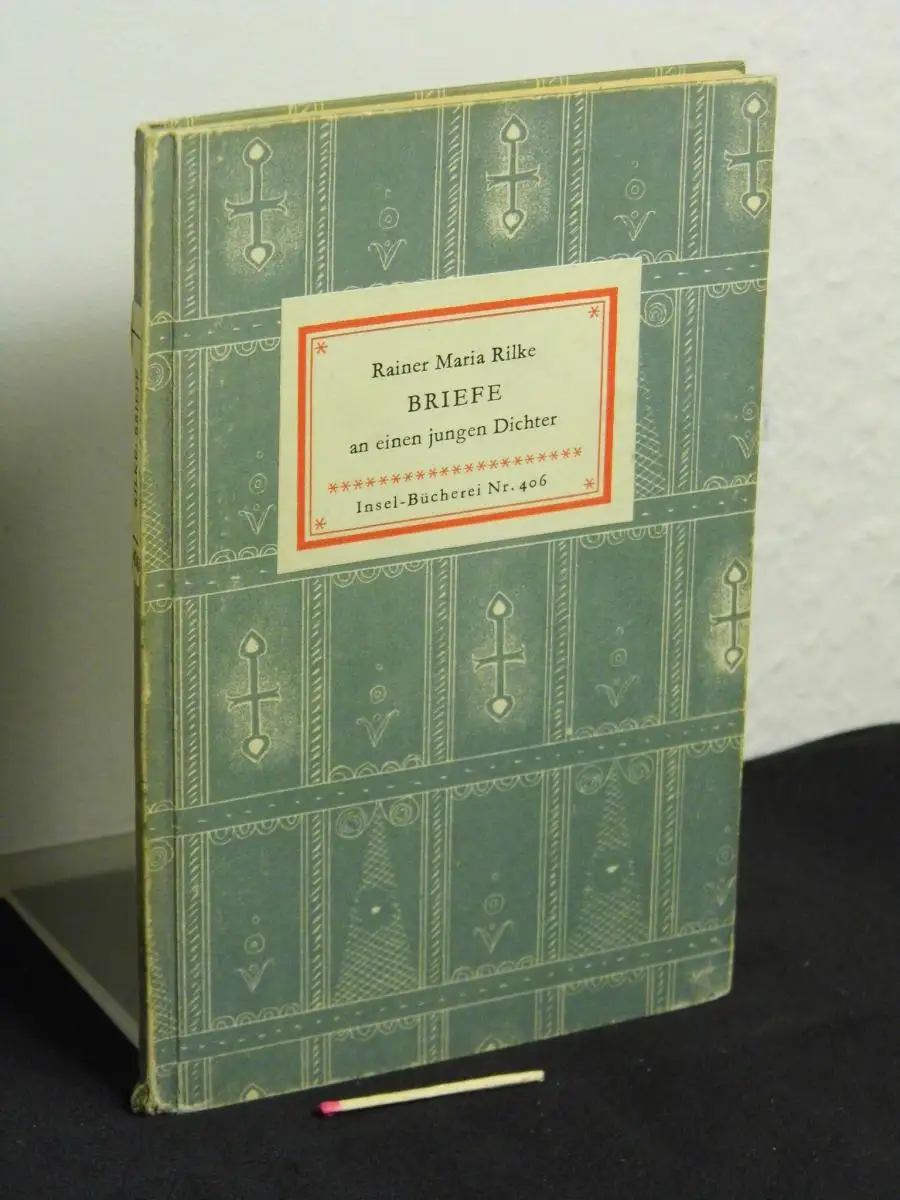 Rainer Maria Rilke
BRIEFE
an einen jungen Dichter
Insel-Bücherei Nr. 406